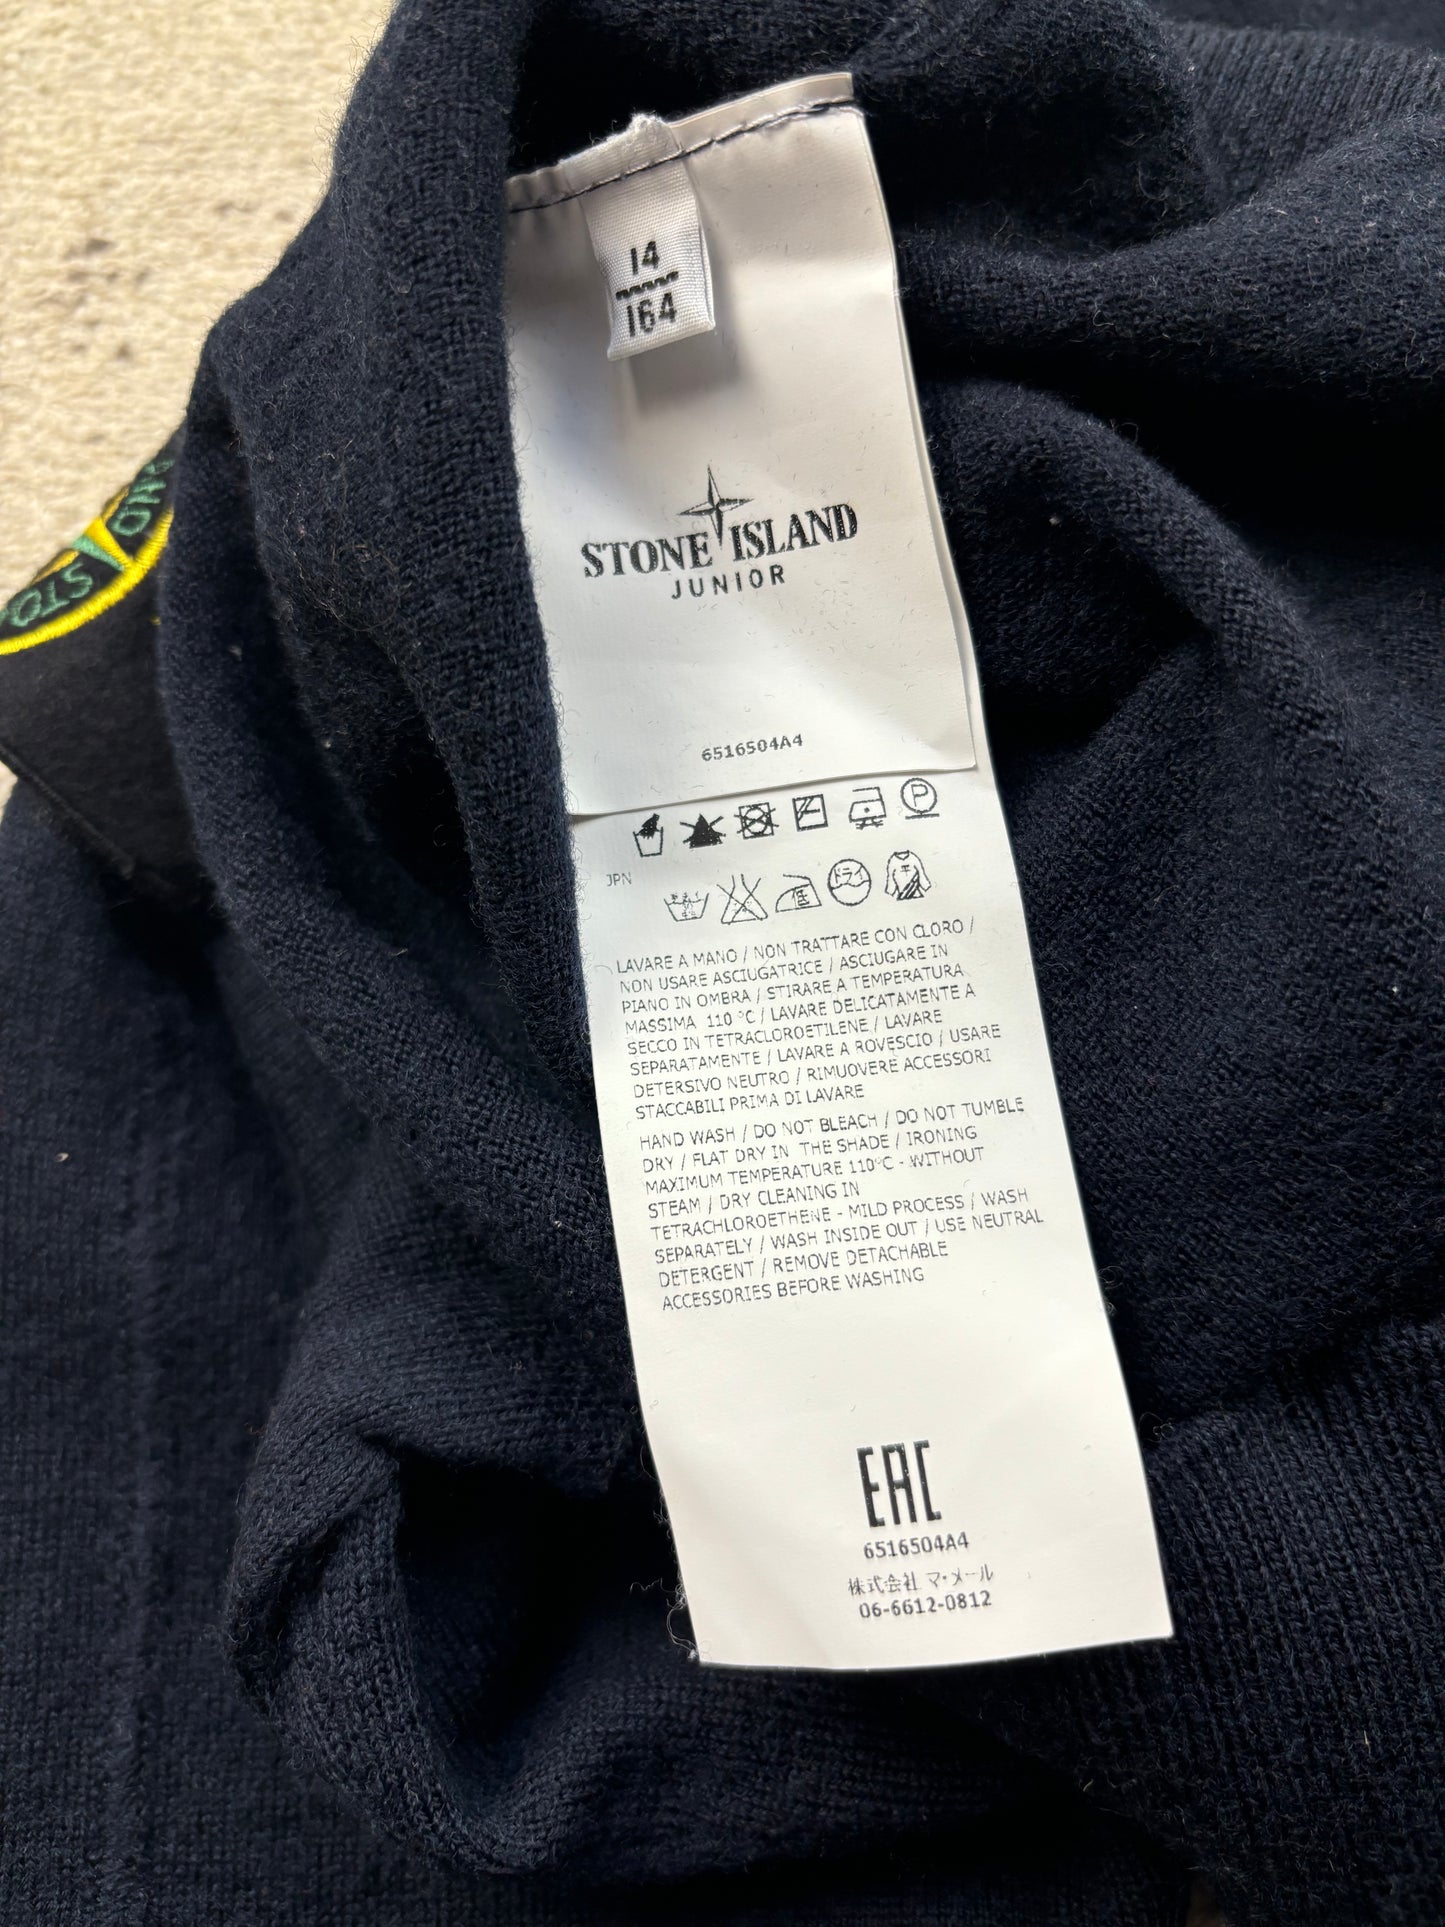 14
164
STONE ISLAND
JUNIOR
6516504A4
P
JPN
ドライ
LAVARE A MANO / NON TRATTARE CON CLORO /
NON USARE ASCIUGATRICE / ASCIUGARE IN
PIANO IN OMBRA / STIRARE A TEMPERATURA
MASSIMA 110 °C / LAVARE DELICATAMENTE A
SECCO IN TETRACLOROETILENE / LAVARE
SEPARATAMENTE / LAVARE A ROVESCIO / USARE
DETERSIVO NEUTRO / RIMUOVERE ACCESSORI
STACCABILI PRIMA DI LAVARE
HAND WASH / DO NOT BLEACH / DO NOT TUMBLE
DRY / FLAT DRY IN THE SHADE / IRONING
MAXIMUM TEMPERATURE 110°C - WITHOUT
STEAM / DRY CLEANING IN
TETRACHLOROETHENE - MILD PROCESS / WASH
SEPARATELY / WASH INSIDE OUT / USE NEUTRAL
DETERGENT / REMOVE DETACHABLE
ACCESSORIES BEFORE WASHING
EAC
6516504A4
株式会社 マ・メール
06-6612-0812